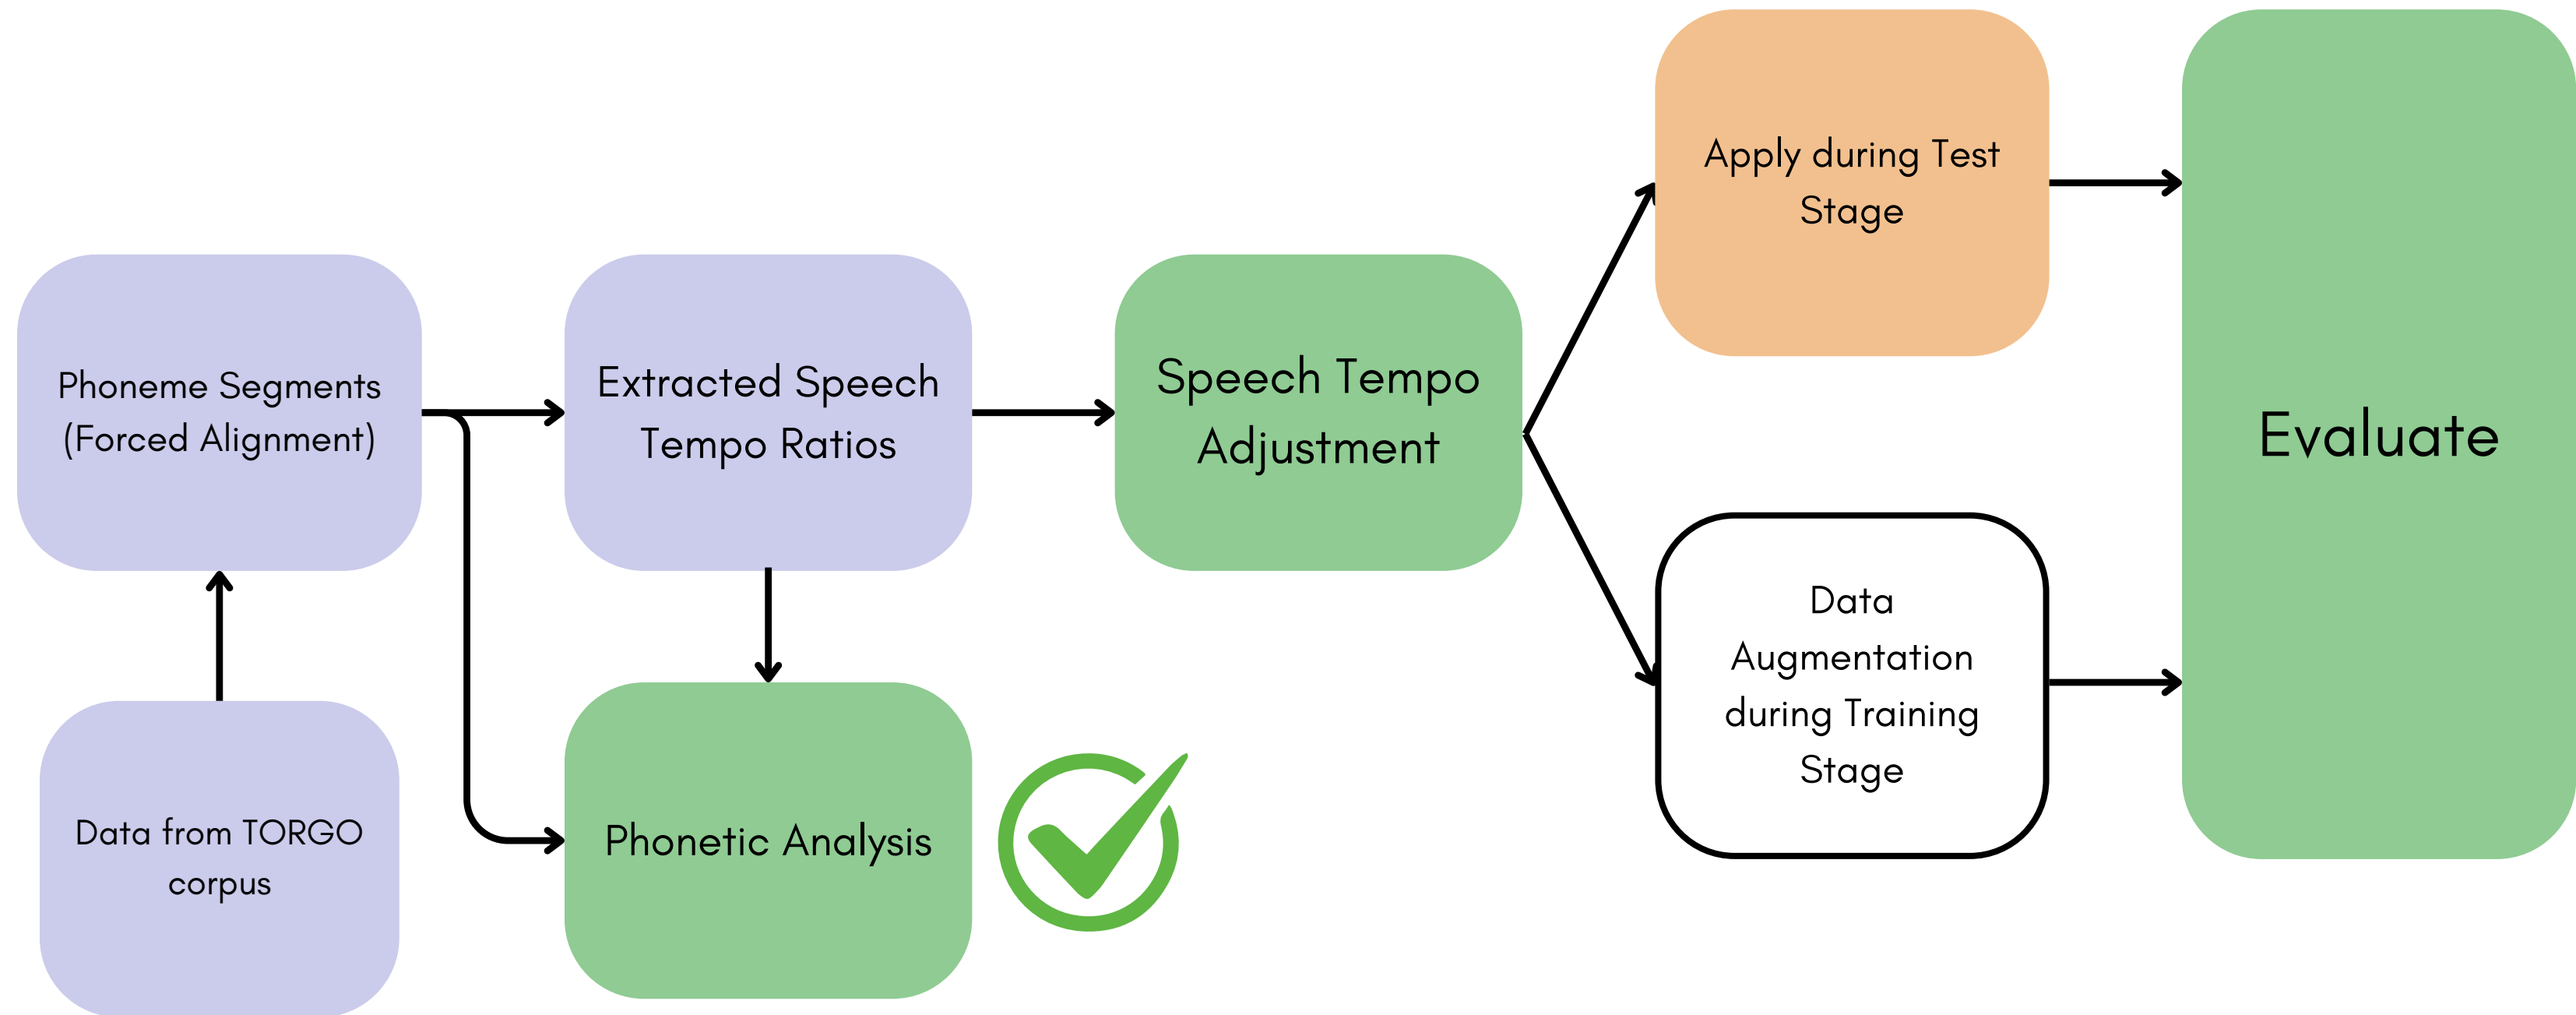 Phoneme Segments
(Forced Alignment)
Data from TORGO
corpus
Extracted Speech
Tempo Ratios
Phonetic Analysis
Speech Tempo
Adjustment
Apply during Test
Stage
Data
Augmentation
during Training
Stage
Evaluate